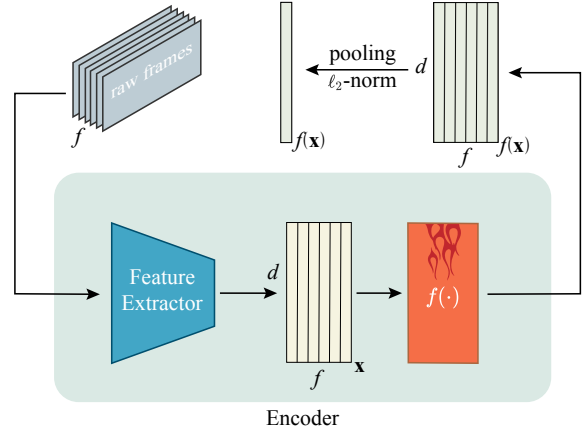 raw frames
f
f(x)
pooling
ℓ₂-norm
d
f
f(x)
Feature
Extractor
d
f
x
f(·)
Encoder